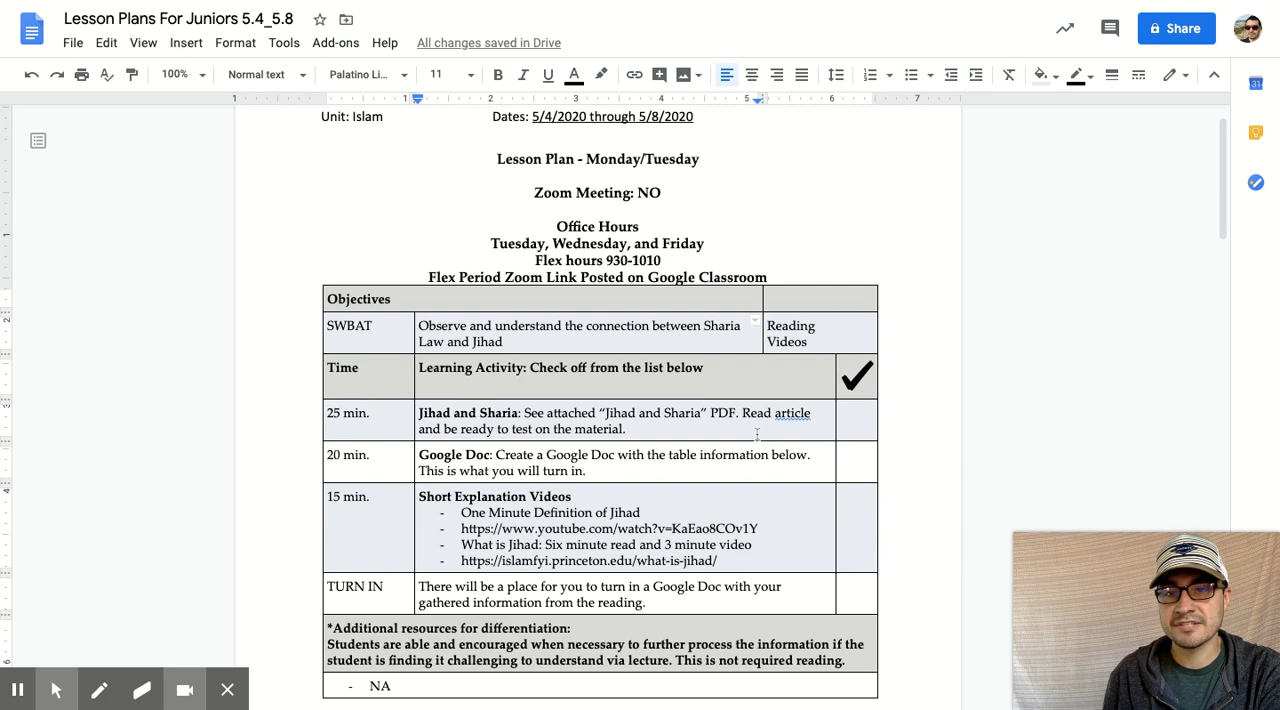 Lesson Plans For Juniors 5.4_5.8
File Edit View Insert Format Tools Add-ons Help All changes saved in Drive
Share
100% Normal text Palatino Li... 11 B I U A
1 1 2 3 4 5 6 7
31
Unit: Islam Dates: 5/4/2020 through 5/8/2020
Lesson Plan - Monday/Tuesday
Zoom Meeting: NO
Office Hours
Tuesday, Wednesday, and Friday
Flex hours 930-1010
Flex Period Zoom Link Posted on Google Classroom
Objectives
SWBAT Observe and understand the connection between Sharia Reading
Law and Jihad Videos
Time Learning Activity: Check off from the list below
25 min. Jihad and Sharia: See attached “Jihad and Sharia” PDF. Read article
and be ready to test on the material.
20 min. Google Doc: Create a Google Doc with the table information below.
This is what you will turn in.
15 min. Short Explanation Videos
- One Minute Definition of Jihad
- https://www.youtube.com/watch?v=KaEao8COv1Y
- What is Jihad: Six minute read and 3 minute video
- https://islamfyi.princeton.edu/what-is-jihad/
TURN IN There will be a place for you to turn in a Google Doc with your
gathered information from the reading.
*Additional resources for differentiation:
Students are able and encouraged when necessary to further process the information if the
student is finding it challenging to understand via lecture. This is not required reading.
- NA